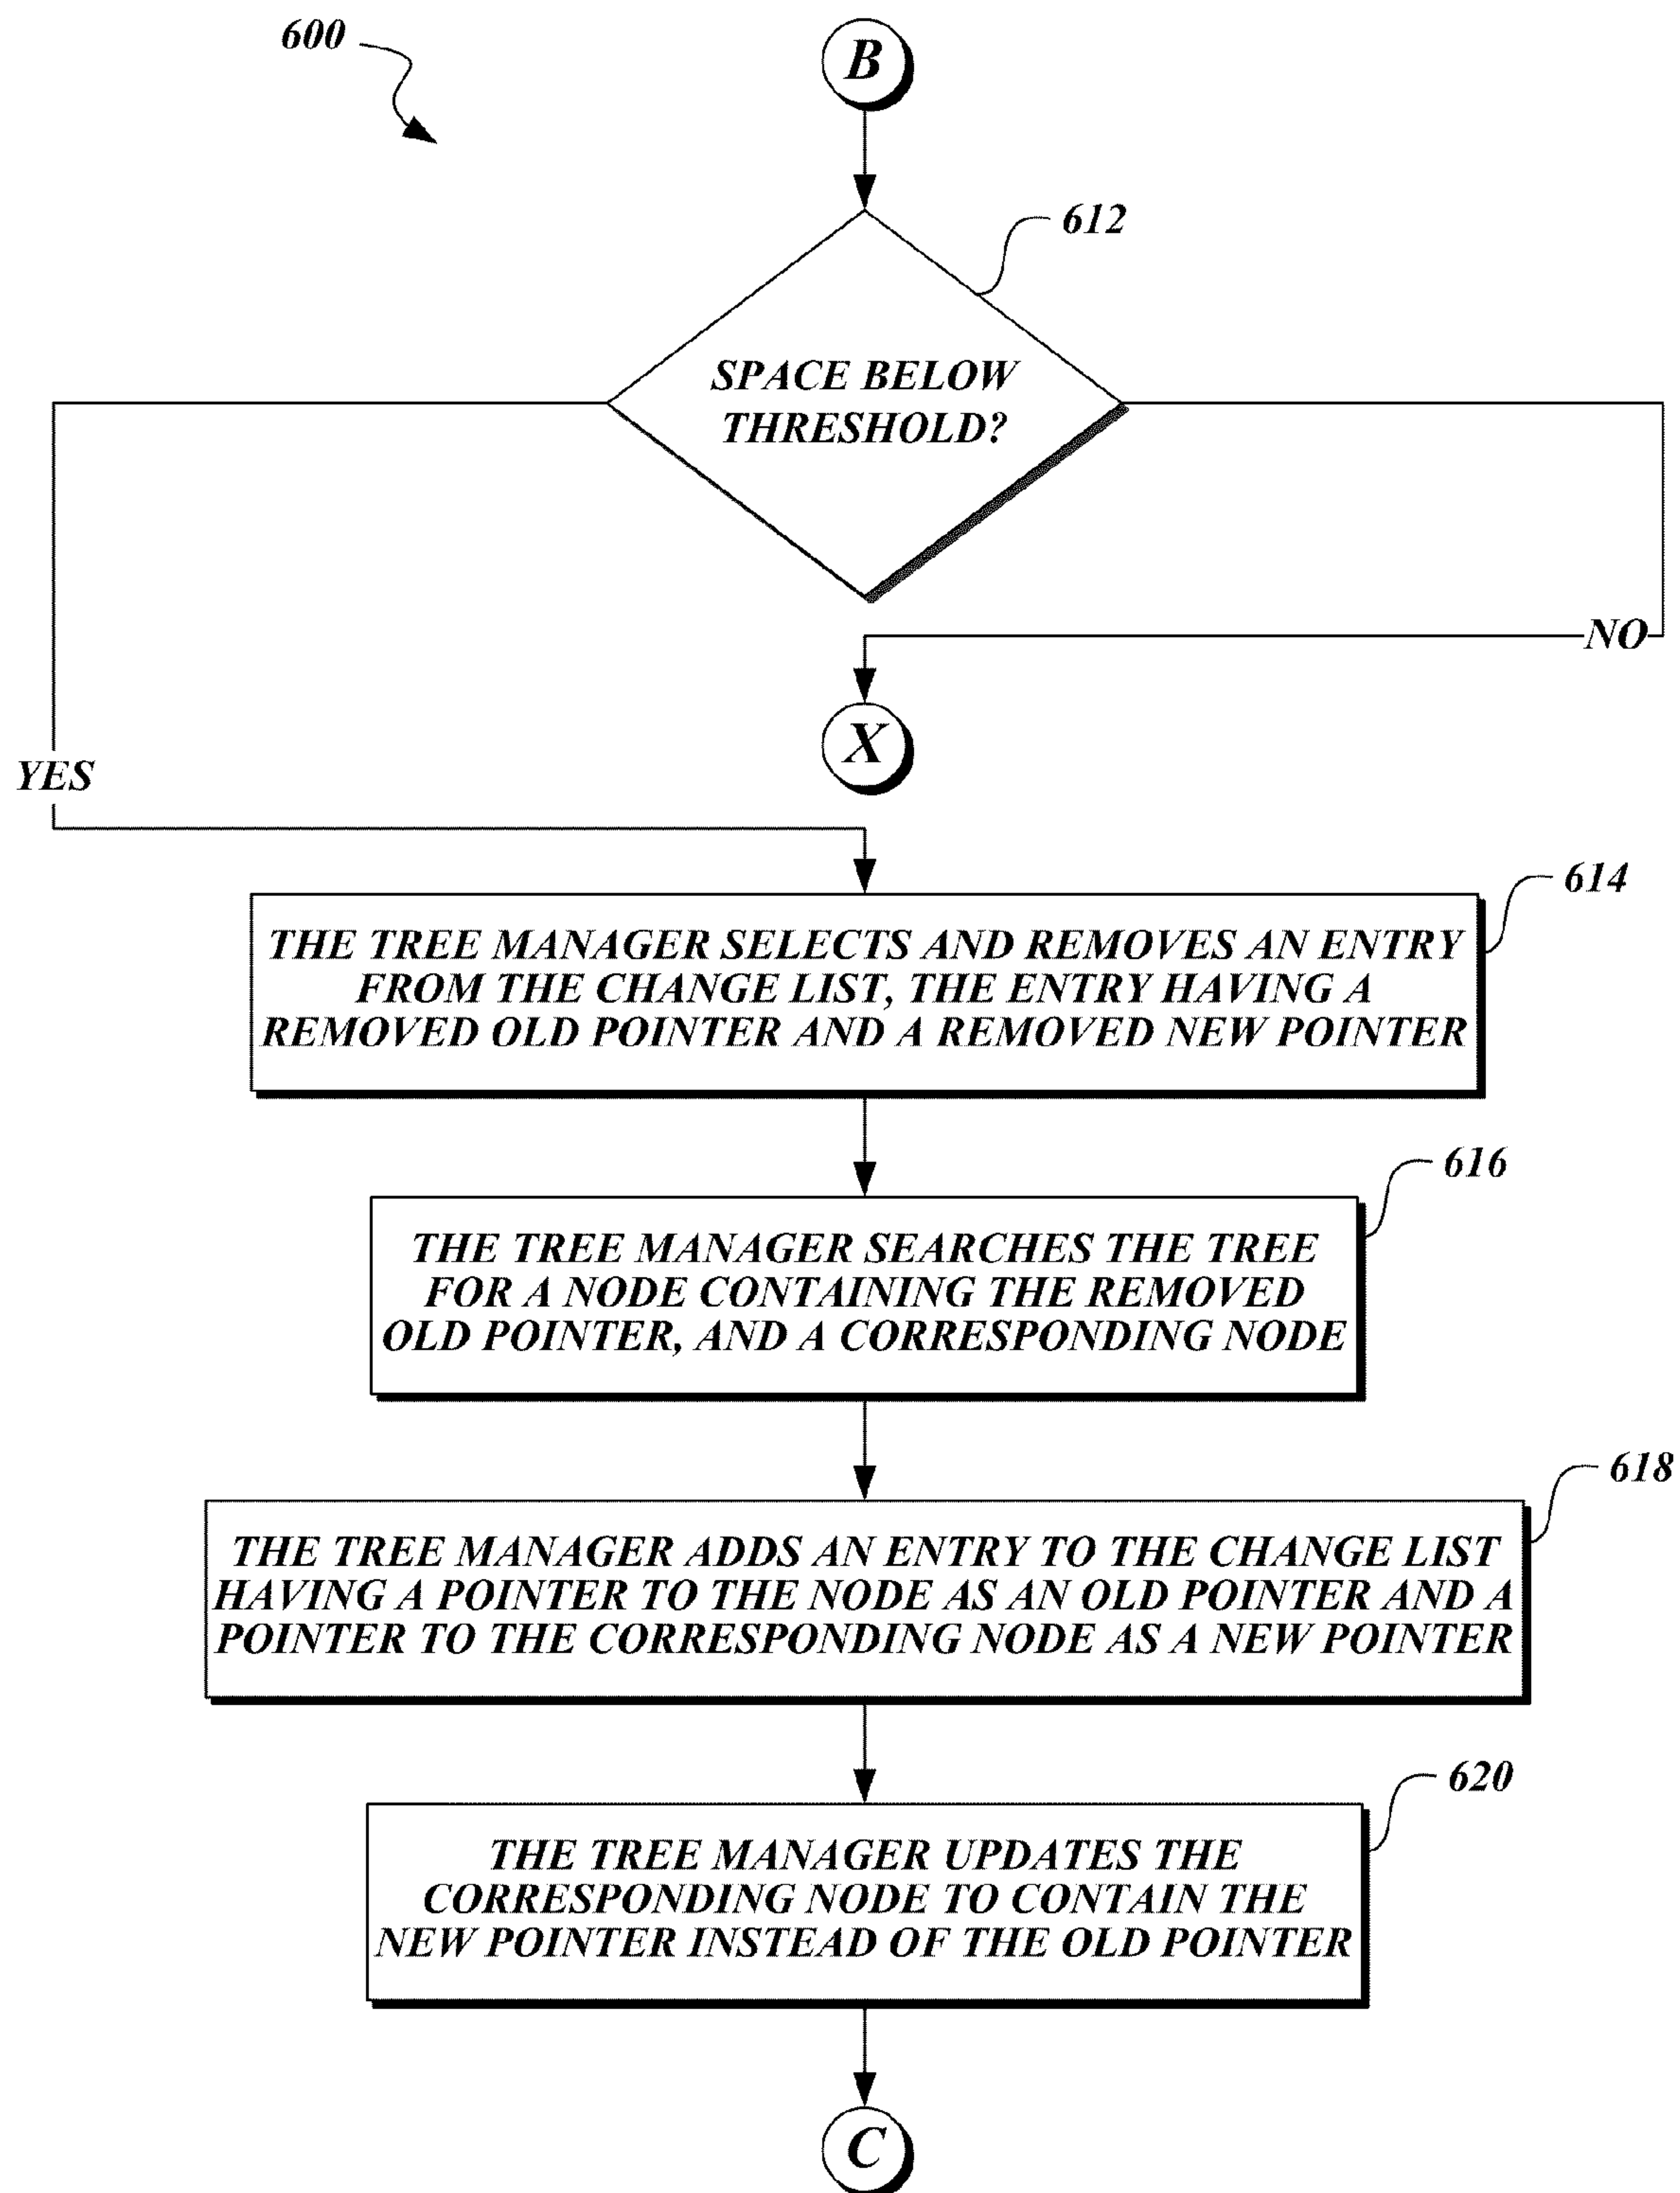 600
B
612
SPACE BELOW
THRESHOLD?
NO
X
YES
614
THE TREE MANAGER SELECTS AND REMOVES AN ENTRY
FROM THE CHANGE LIST, THE ENTRY HAVING A
REMOVED OLD POINTER AND A REMOVED NEW POINTER
616
THE TREE MANAGER SEARCHES THE TREE
FOR A NODE CONTAINING THE REMOVED
OLD POINTER, AND A CORRESPONDING NODE
618
THE TREE MANAGER ADDS AN ENTRY TO THE CHANGE LIST
HAVING A POINTER TO THE NODE AS AN OLD POINTER AND A
POINTER TO THE CORRESPONDING NODE AS A NEW POINTER
620
THE TREE MANAGER UPDATES THE
CORRESPONDING NODE TO CONTAIN THE
NEW POINTER INSTEAD OF THE OLD POINTER
C